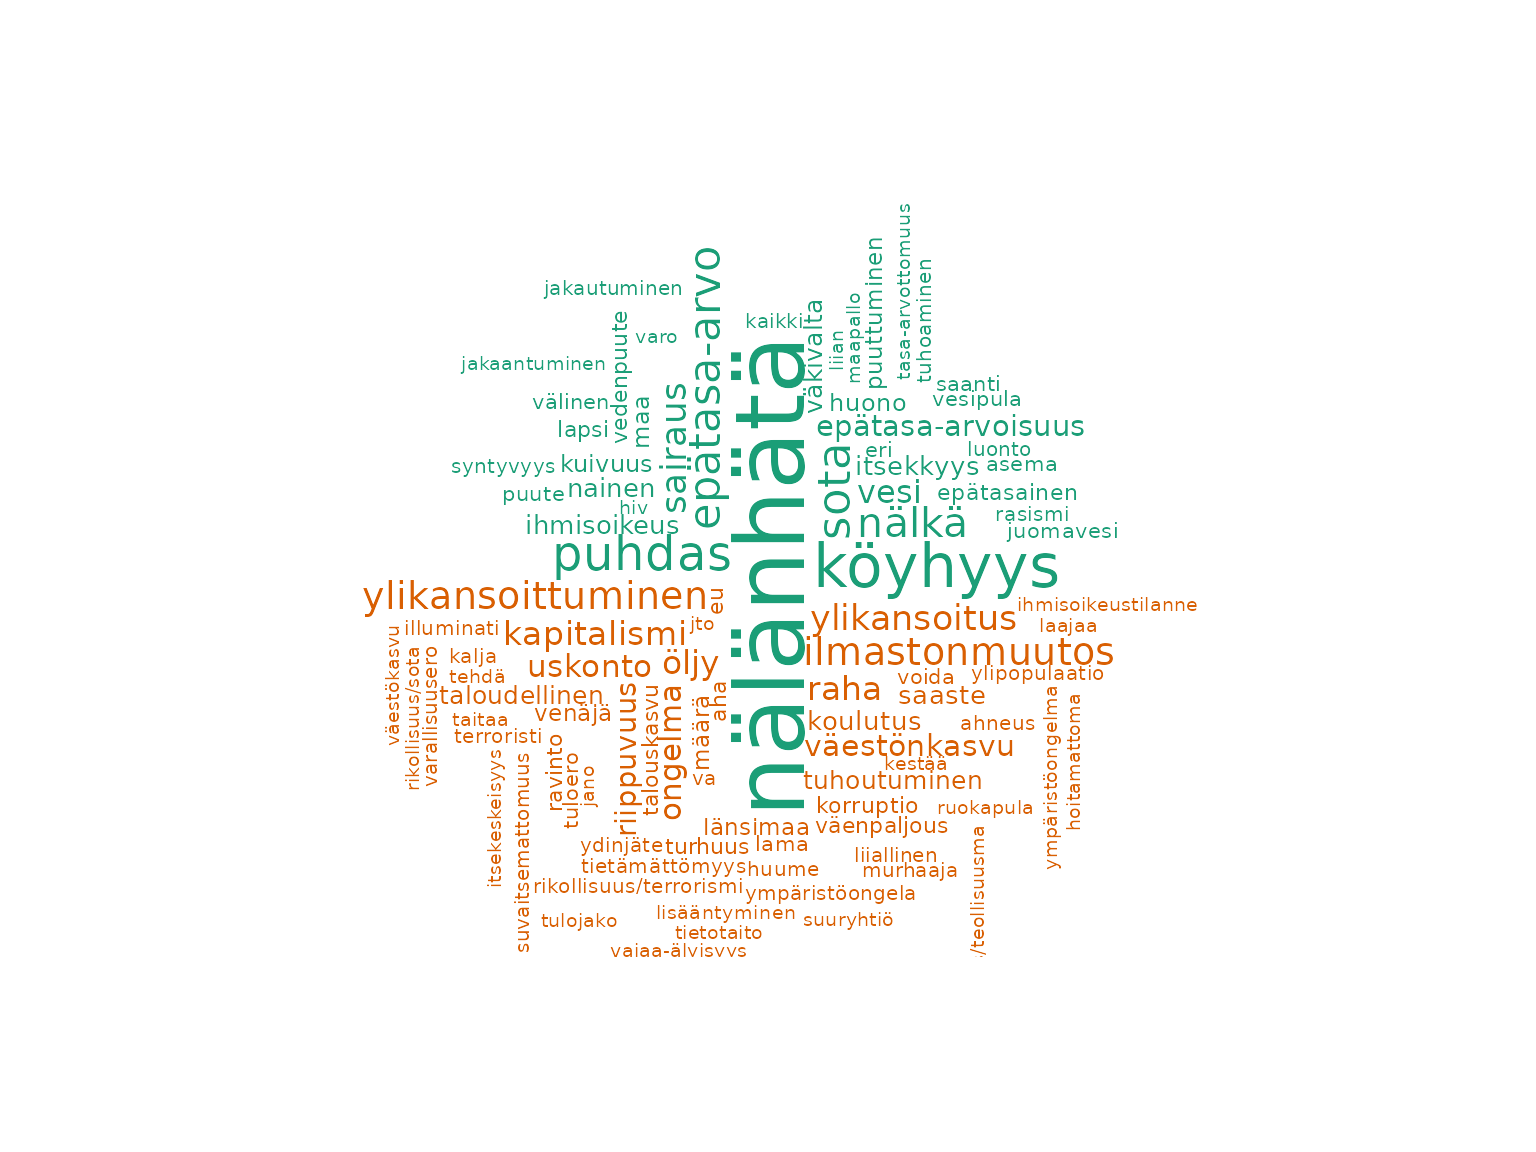 tasa-arvottomuus
puuttuminen
epätasa-arvo
tuhoaminen
jakautuminen
maapallo
väkivalta
vedenpuute
kaikki
varo
liian
nälänhätä
jakaantuminen
saanti
sairaus
vesipula
välinen
maa
huono
epätasa-arvoisuus
lapsi
sota
eri
luonto
syntyvyys
kuivuus
itsekkyys
asema
nainen
vesi
epätasainen
puute
hiv
rasismi
ihmisoikeus
nälkä
juomavesi
puhdas
köyhyys
ylikansoittuminen
eu
ihmisoikeustilanne
ylikansoitus
väestökasvu
illuminati
kapitalismi
jto
laajaa
rikollisuus/sota
varallisuusero
kalja
ilmastonmuutos
uskonto
öljy
tehdä
voida
ylipopulaatio
raha
taloudellinen
riippuvuus
talouskasvu
ongelma
määrä
aha
saaste
ympäristöongelma
hoitamattoma
venäjä
taitaa
koulutus
ahneus
terroristi
ravinto
väestönkasvu
itsekeskeisyys
suvaitsemattomuus
tuloero
jano
va
kestää
tuhoutuminen
korruptio
ruokapula
länsimaa
väenpaljous
/teollisuusma
ydinjäte
turhuus
lama
liiallinen
tietämättömyys
huume
murhaaja
rikollisuus/terrorismi
ympäristöongela
lisääntyminen
tulojako
suuryhtiö
tietotaito